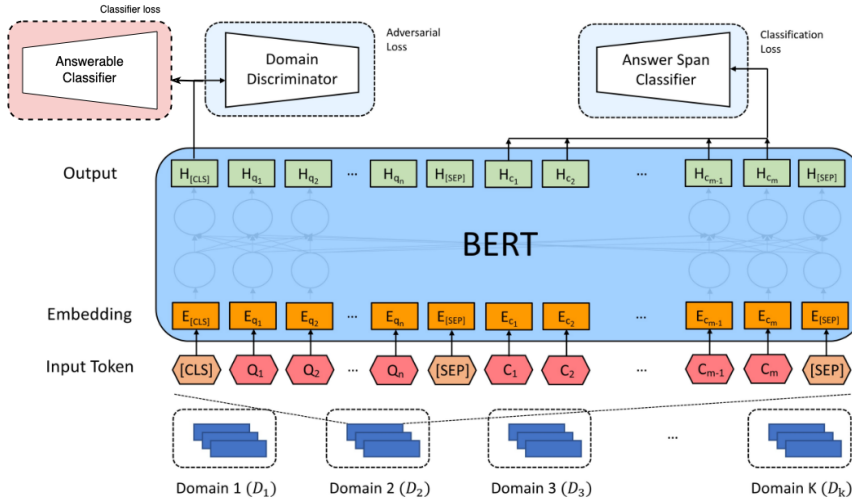 Classifier loss
Answerable
Classifier
Domain
Discriminator
Adversarial
Loss
Answer Span
Classifier
Classification
Loss
Output
H[CLS] Hq1 Hq2 ... Hqn H[SEP] Hc1 Hc2 ... Hcm-1 Hcm H[SEP]
BERT
Embedding
E[CLS] Eq1 Eq2 ... Eqn E[SEP] Ec1 Ec2 ... Ecm-1 Ecm E[SEP]
Input Token
[CLS] Q1 Q2 ... Qn [SEP] C1 C2 ... Cm-1 Cm [SEP]
...
Domain 1 (D1) Domain 2 (D2) Domain 3 (D3) Domain K (Dk)